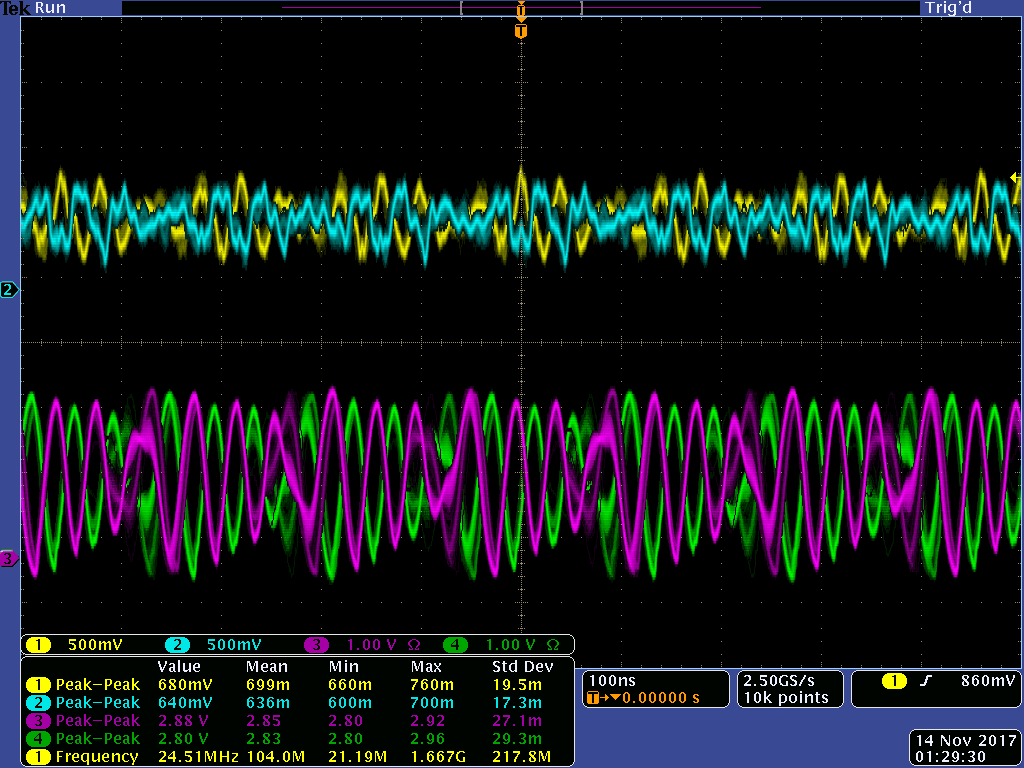 Tek Run Trig'd
T
T
2
3
1 500mV 2 500mV 3 1.00 V Ω 4 1.00 V Ω
Value Mean Min Max Std Dev
1 Peak−Peak 680mV 699m 660m 760m 19.5m
2 Peak−Peak 640mV 636m 600m 700m 17.3m
3 Peak−Peak 2.88 V 2.85 2.80 2.92 27.1m
4 Peak−Peak 2.80 V 2.83 2.80 2.96 29.3m
1 Frequency 24.51MHz 104.0M 21.19M 1.667G 217.8M
100ns
T→▼0.00000 s
2.50GS/s
10k points
1 ƒ 860mV
14 Nov 2017
01:29:30